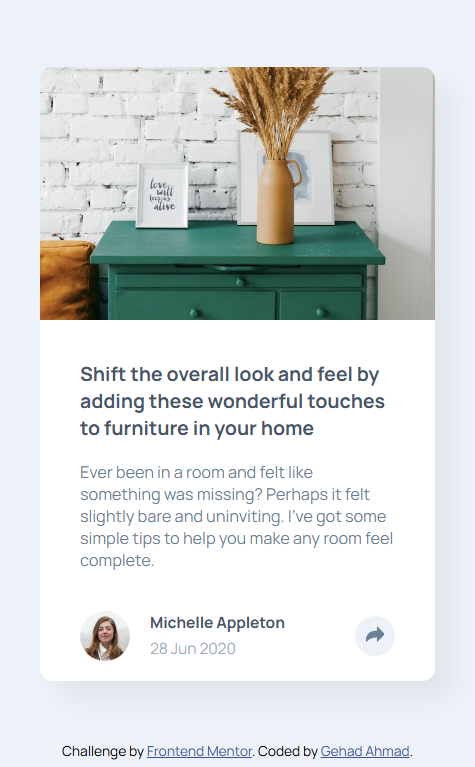 love
will
keep us
alive
Shift the overall look and feel by
adding these wonderful touches
to furniture in your home
Ever been in a room and felt like
something was missing? Perhaps it felt
slightly bare and uninviting. I’ve got some
simple tips to help you make any room feel
complete.
Michelle Appleton
28 Jun 2020
Challenge by Frontend Mentor. Coded by Gehad Ahmad.